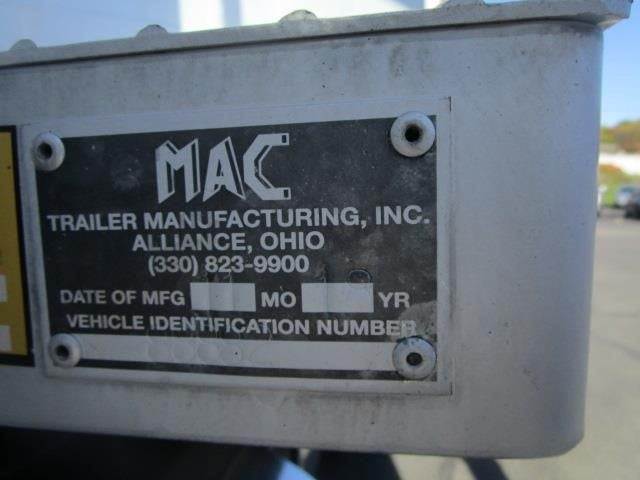 MAC
TRAILER MANUFACTURING, INC.
ALLIANCE, OHIO
(330) 823-9900
DATE OF MFG MO YR
VEHICLE IDENTIFICATION NUMBER